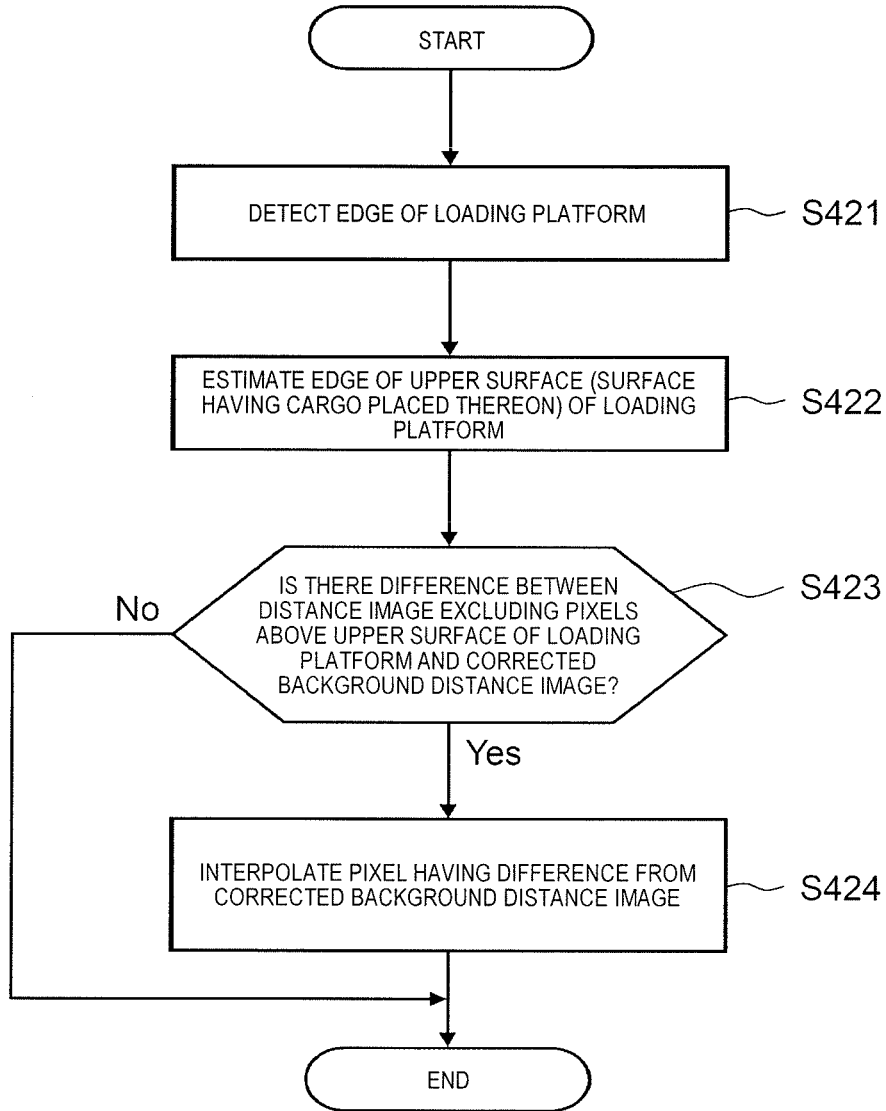 START
DETECT EDGE OF LOADING PLATFORM
S421
ESTIMATE EDGE OF UPPER SURFACE (SURFACE
HAVING CARGO PLACED THEREON) OF LOADING
PLATFORM
S422
IS THERE DIFFERENCE BETWEEN
DISTANCE IMAGE EXCLUDING PIXELS
ABOVE UPPER SURFACE OF LOADING
PLATFORM AND CORRECTED
BACKGROUND DISTANCE IMAGE?
S423
No
Yes
INTERPOLATE PIXEL HAVING DIFFERENCE FROM
CORRECTED BACKGROUND DISTANCE IMAGE
S424
END